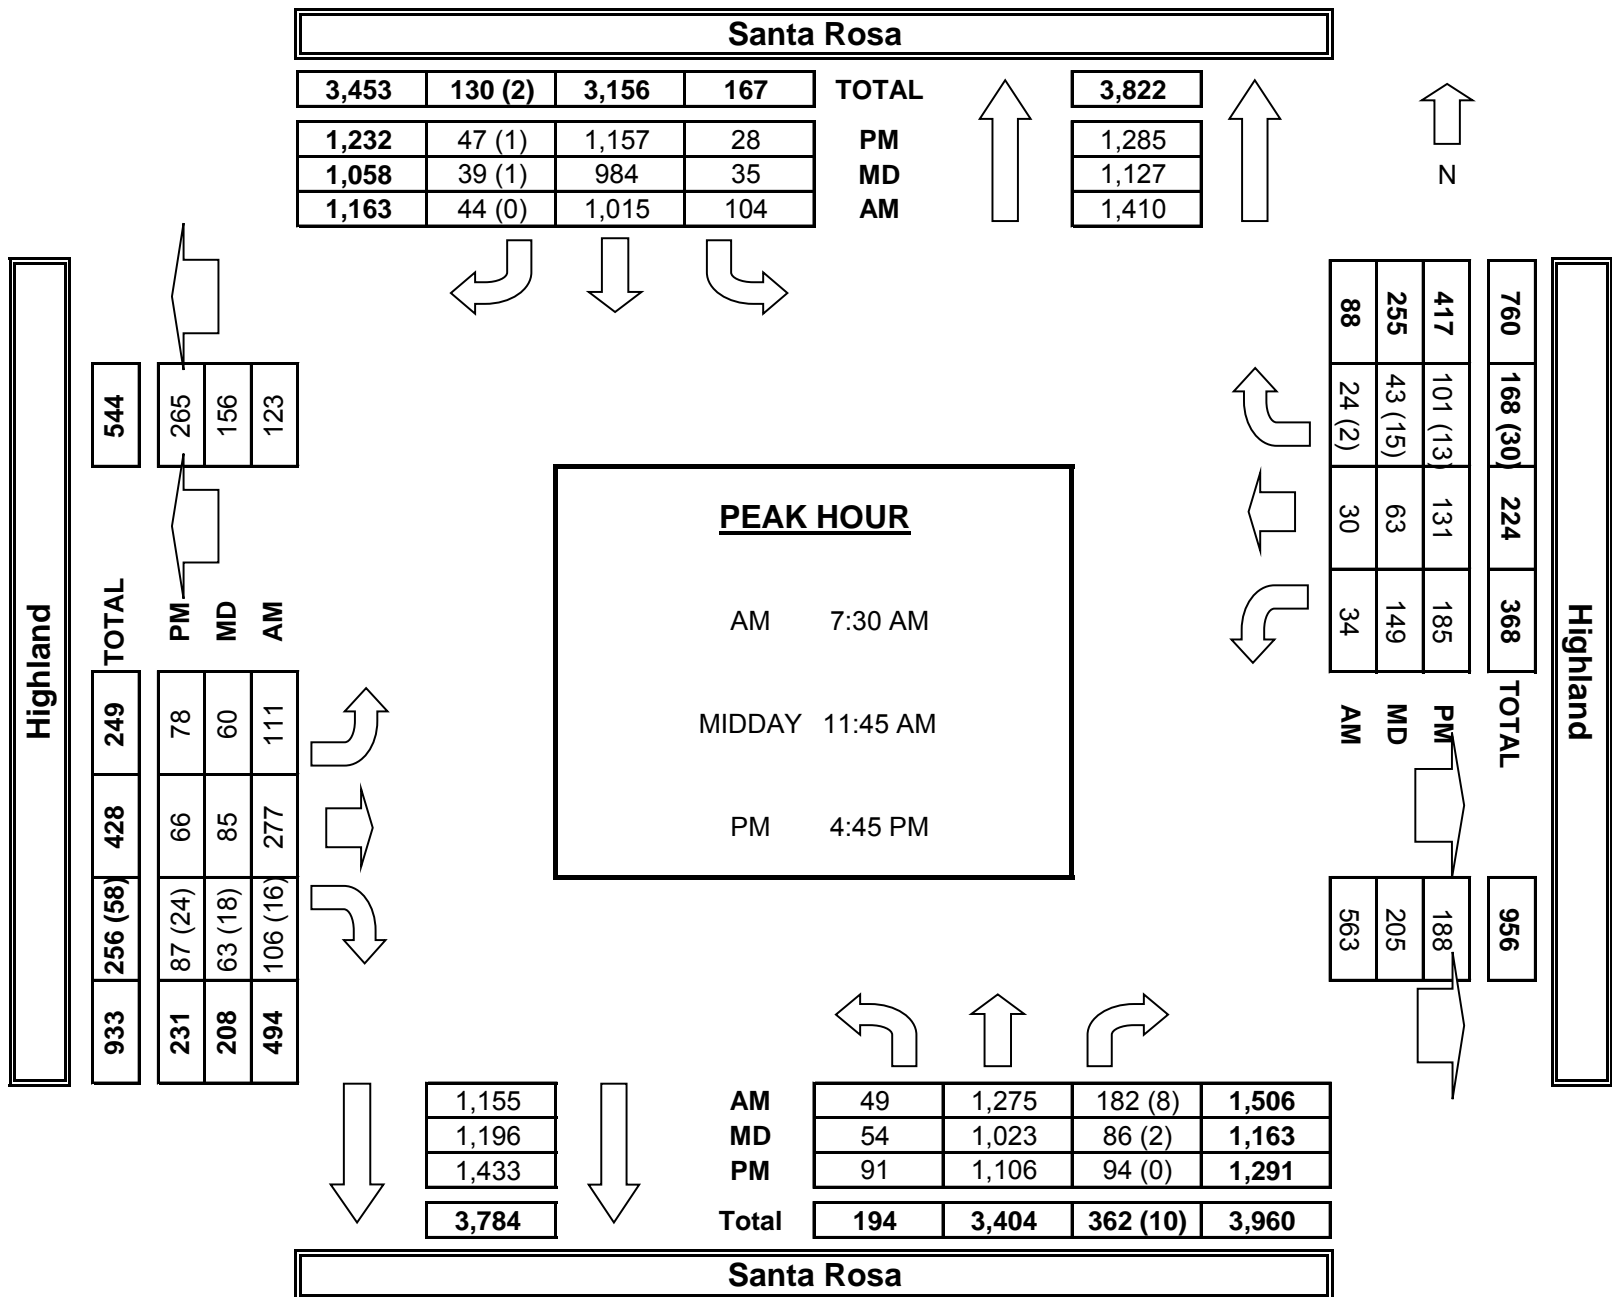 Santa Rosa
3,453 130 (2) 3,156 167 TOTAL 3,822
1,232 47 (1) 1,157 28 PM 1,285
1,058 39 (1) 984 35 MD 1,127 N
1,163 44 (0) 1,015 104 AM 1,410
Highland
544 265 156 123
TOTAL PM MD AM
249 78 60 111
428 66 85 277
256 (58) 87 (24) 63 (18) 106 (16)
933 231 208 494
PEAK HOUR
AM 7:30 AM
MIDDAY 11:45 AM
PM 4:45 PM
88 255 417 760
24 (2) 43 (15) 101 (13) 168 (30)
30 63 131 224
34 149 185 368
AM MD PM TOTAL
563 205 188 956
Highland
1,155 AM 49 1,275 182 (8) 1,506
1,196 MD 54 1,023 86 (2) 1,163
1,433 PM 91 1,106 94 (0) 1,291
3,784 Total 194 3,404 362 (10) 3,960
Santa Rosa